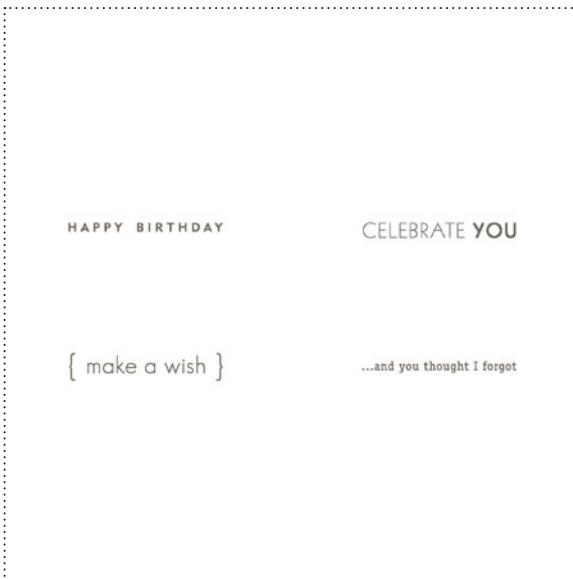 HAPPY BIRTHDAY
CELEBRATE YOU
{ make a wish }
...and you thought I forgot